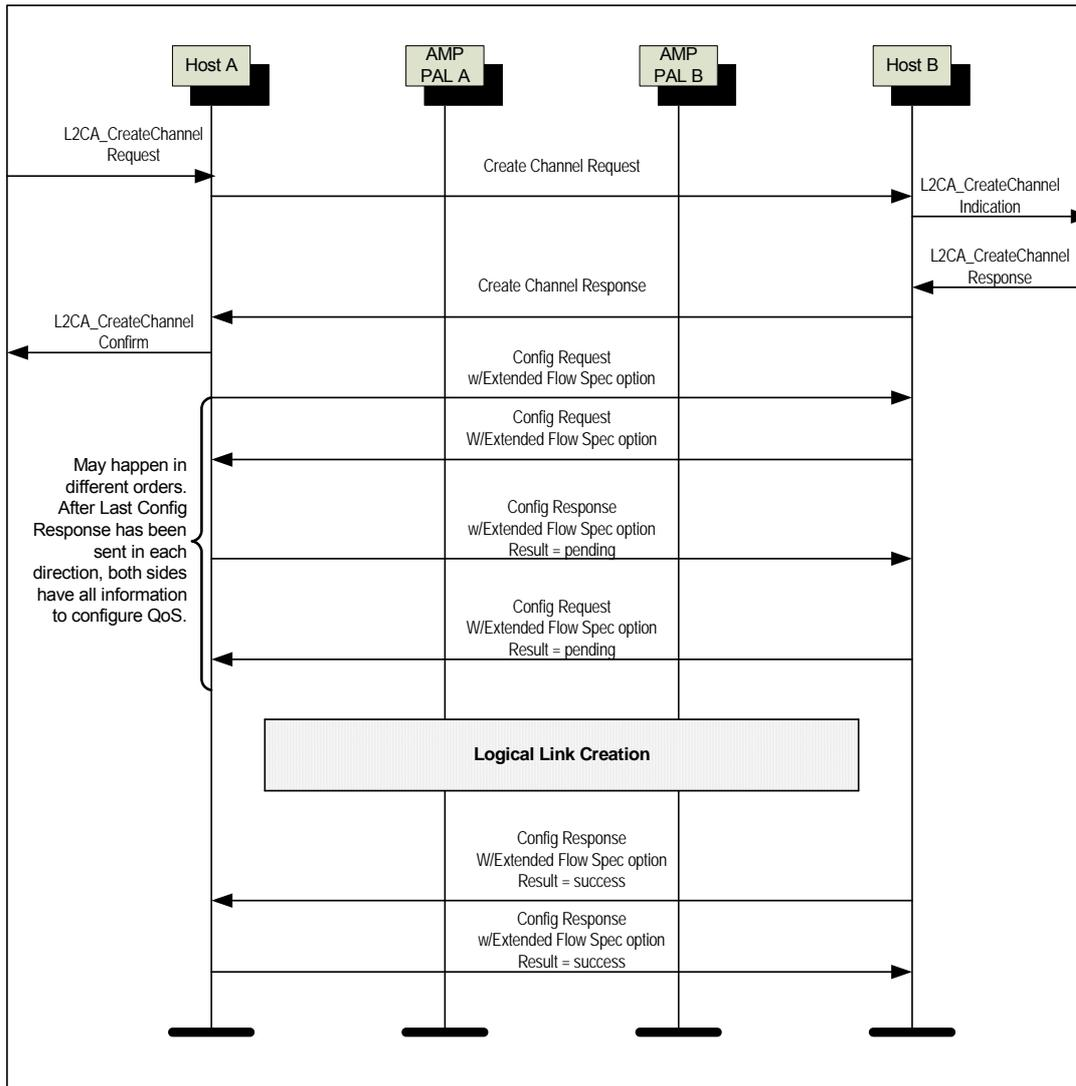 Host A
AMP
PAL A
AMP
PAL B
Host B
L2CA_CreateChannel
Request
Create Channel Request
L2CA_CreateChannel
Indication
L2CA_CreateChannel
Response
Create Channel Response
L2CA_CreateChannel
Confirm
Config Request
w/Extended Flow Spec option
Config Request
W/Extended Flow Spec option
May happen in
different orders.
After Last Config
Response has been
sent in each
direction, both sides
have all information
to configure QoS.
Config Response
w/Extended Flow Spec option
Result = pending
Config Request
W/Extended Flow Spec option
Result = pending
Logical Link Creation
Config Response
W/Extended Flow Spec option
Result = success
Config Response
w/Extended Flow Spec option
Result = success